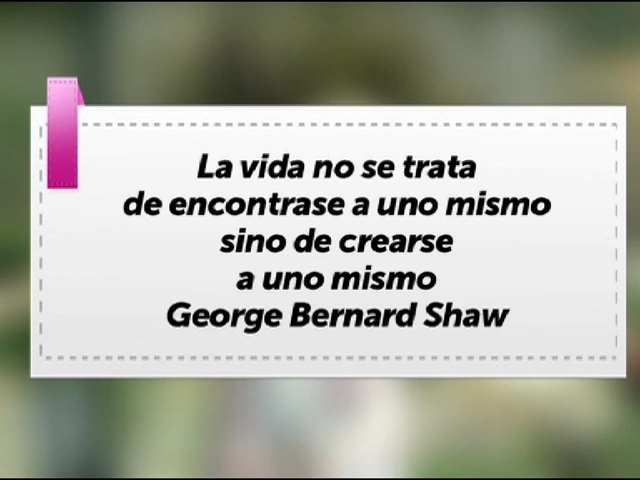 La vida no se trata
de encontrase a uno mismo
sino de crearse
a uno mismo
George Bernard Shaw